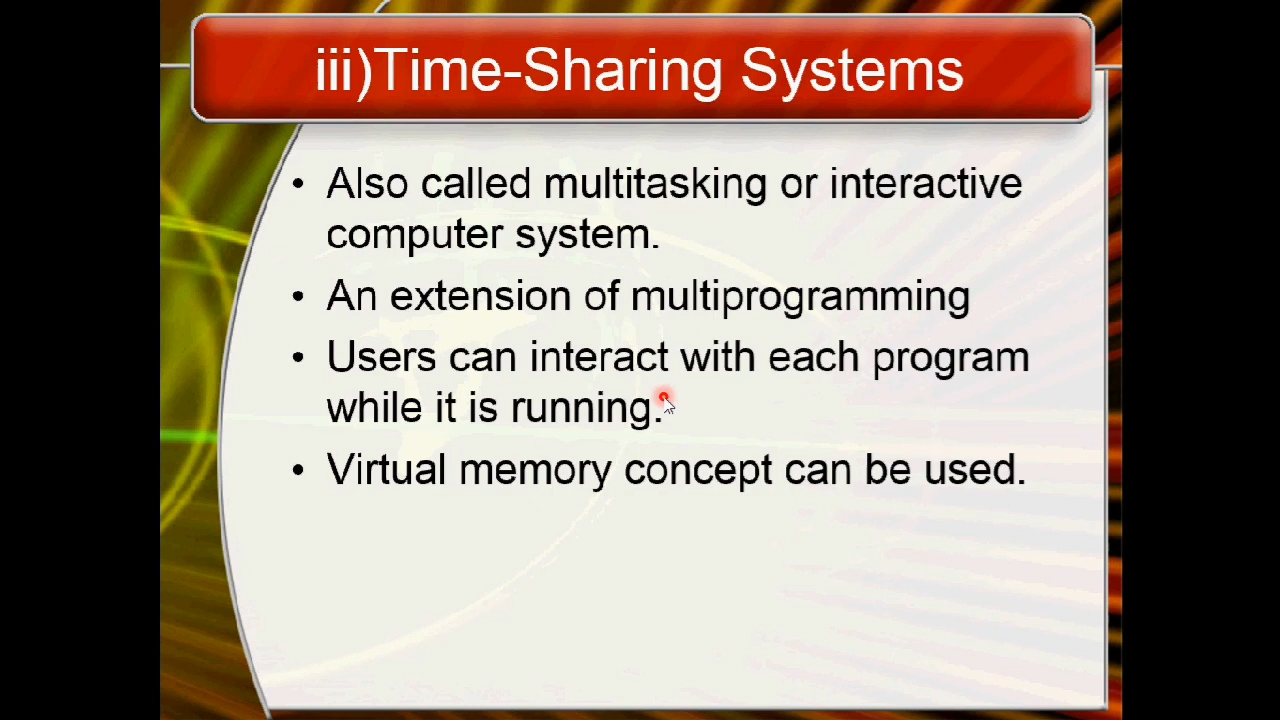 iii)Time-Sharing Systems
• Also called multitasking or interactive
computer system.
• An extension of multiprogramming
• Users can interact with each program
while it is running.
• Virtual memory concept can be used.